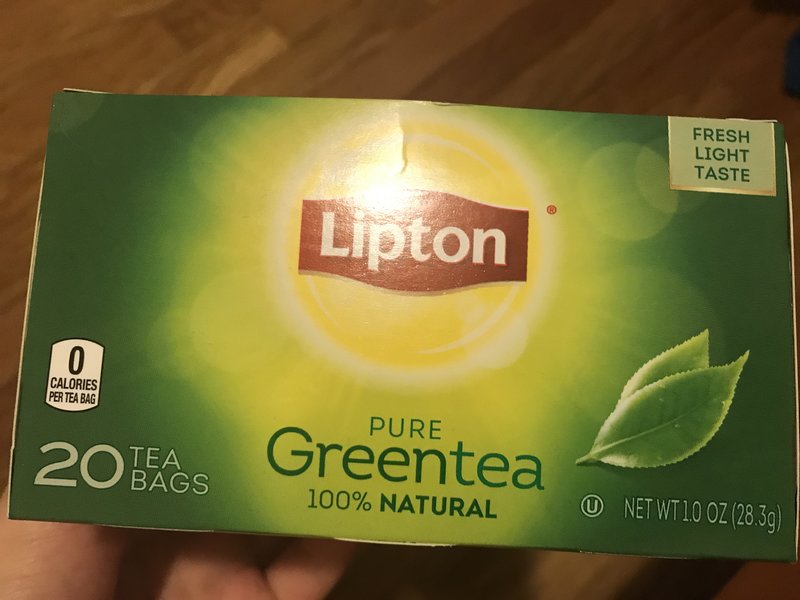 FRESH
LIGHT
TASTE
Lipton®
0
CALORIES
PER TEA BAG
20 TEA
BAGS
PURE
Greentea
100% NATURAL
U NET WT 1.0 OZ (28.3g)